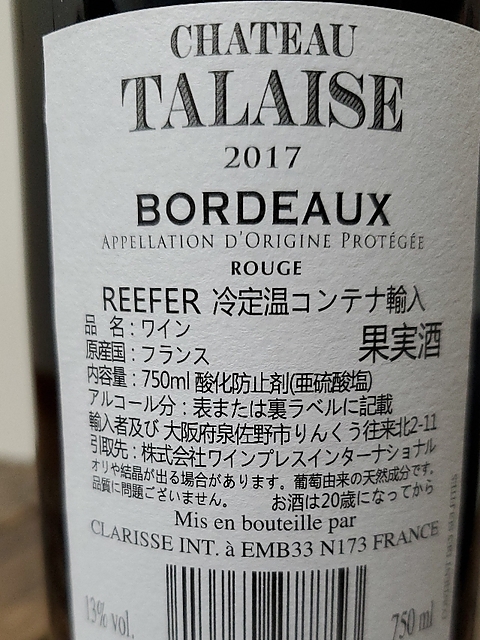 CHATEAU
TALAISE
2017
BORDEAUX
APPELLATION D'ORIGINE PROTÉGÉE
ROUGE
REEFER 冷定温コンテナ輸入
品 名：ワイン
原産国：フランス 果実酒
内容量：750ml 酸化防止剤(亜硫酸塩)
アルコール分：表または裏ラベルに記載
輸入者及び 大阪府泉佐野市りんくう往来北2-11
引取先：株式会社ワインプレスインターナショナル
オリや結晶が出る場合があります。葡萄由来の天然成分です。
品質に問題ございません。 お酒は20歳になってから
Mis en bouteille par
CLARISSE INT. à EMB33 N173 FRANCE
13% vol. 750 ml